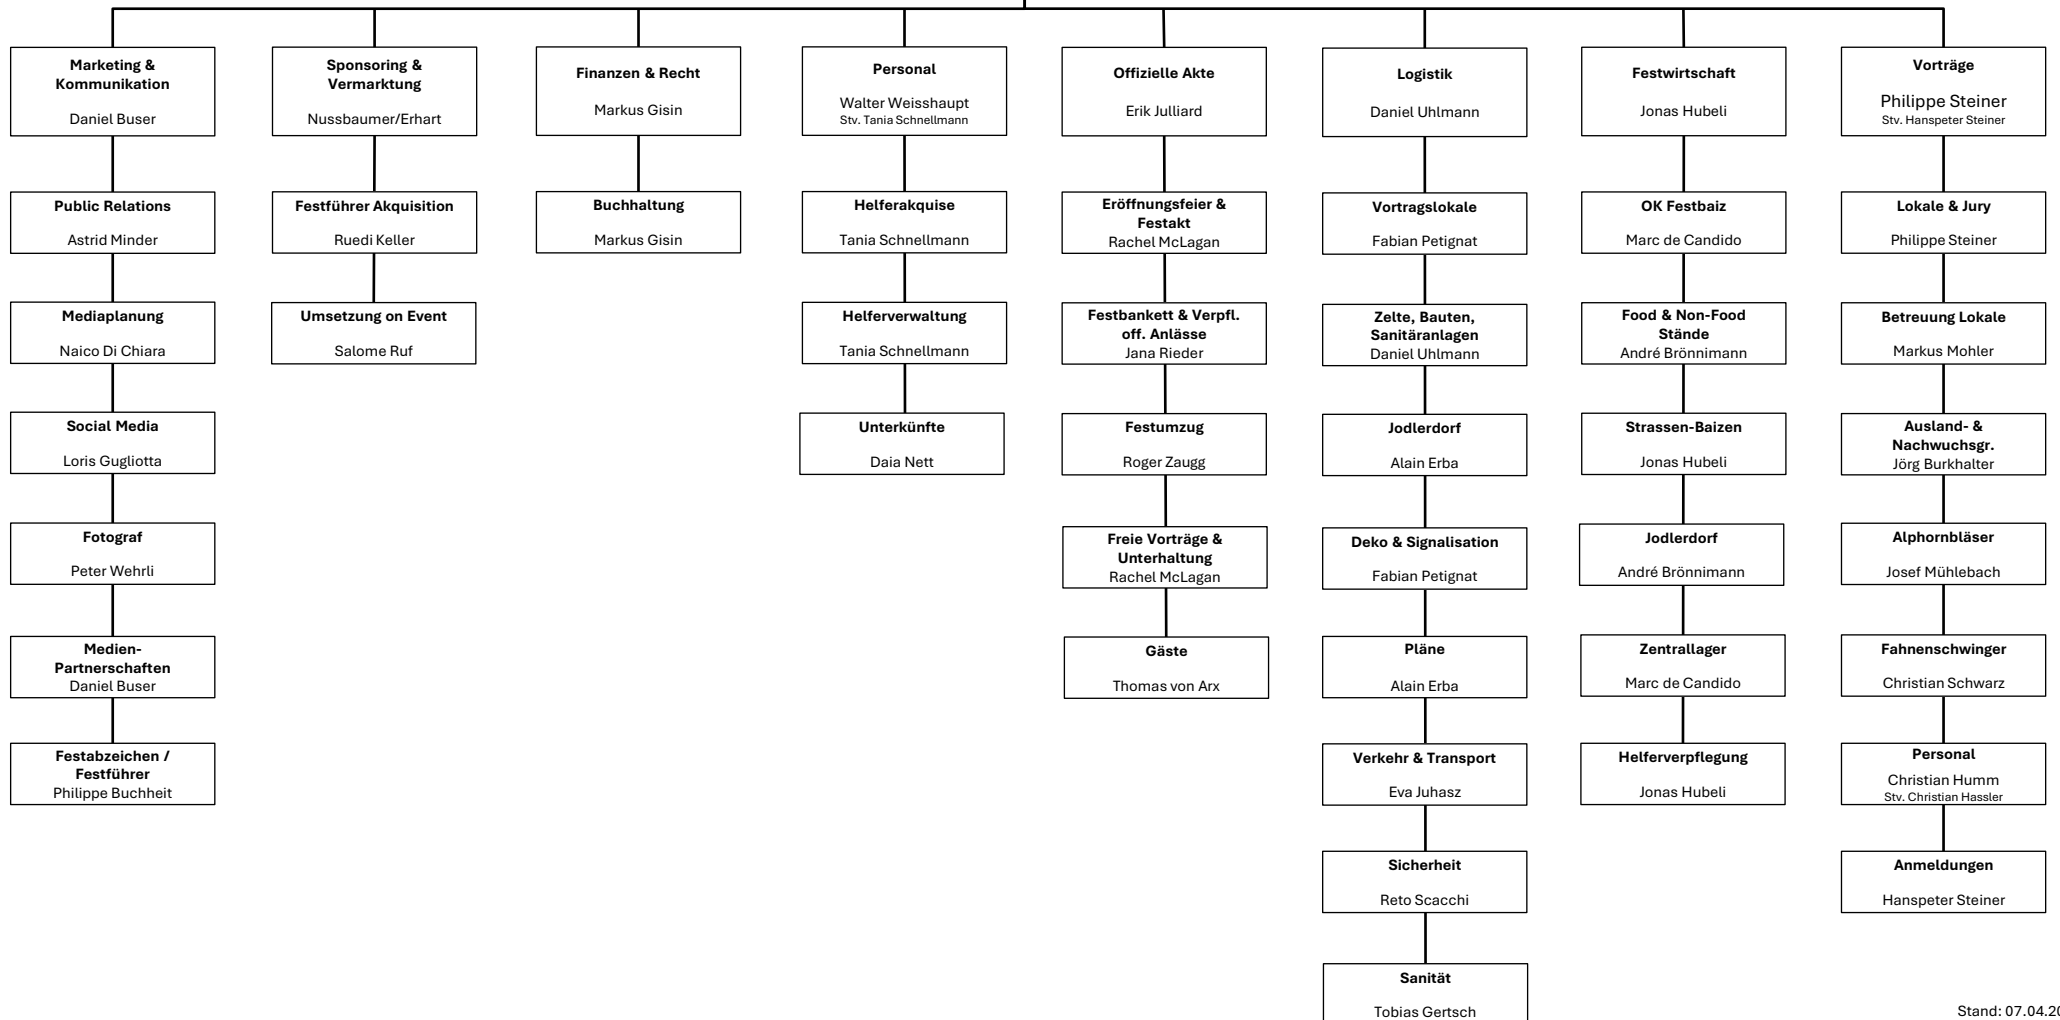 Marketing &
Kommunikation
Daniel Buser
Public Relations
Astrid Minder
Mediaplanung
Naico Di Chiara
Social Media
Loris Gugliotta
Fotograf
Peter Wehrli
Medien-
Partnerschaften
Daniel Buser
Festabzeichen /
Festführer
Philippe Buchheit
Sponsoring &
Vermarktung
Nussbaumer/Erhart
Festführer Akquisition
Ruedi Keller
Umsetzung on Event
Salome Ruf
Finanzen & Recht
Markus Gisin
Buchhaltung
Markus Gisin
Personal
Walter Weisshaupt
Stv. Tania Schnellmann
Helferakquise
Tania Schnellmann
Helferverwaltung
Tania Schnellmann
Unterkünfte
Daia Nett
Offizielle Akte
Erik Julliard
Eröffnungsfeier &
Festakt
Rachel McLagan
Festbankett & Verpfl.
off. Anlässe
Jana Rieder
Festumzug
Roger Zaugg
Freie Vorträge &
Unterhaltung
Rachel McLagan
Gäste
Thomas von Arx
Logistik
Daniel Uhlmann
Vortragslokale
Fabian Petignat
Zelte, Bauten,
Sanitäranlagen
Daniel Uhlmann
Jodlerdorf
Alain Erba
Deko & Signalisation
Fabian Petignat
Pläne
Alain Erba
Verkehr & Transport
Eva Juhasz
Sicherheit
Reto Scacchi
Sanität
Tobias Gertsch
Festwirtschaft
Jonas Hubeli
OK Festbaiz
Marc de Candido
Food & Non-Food
Stände
André Brönnimann
Strassen-Baizen
Jonas Hubeli
Jodlerdorf
André Brönnimann
Zentrallager
Marc de Candido
Helferverpflegung
Jonas Hubeli
Vorträge
Philippe Steiner
Stv. Hanspeter Steiner
Lokale & Jury
Philippe Steiner
Betreuung Lokale
Markus Mohler
Ausland- &
Nachwuchsgr.
Jörg Burkhalter
Alphornbläser
Josef Mühlebach
Fahnenschwinger
Christian Schwarz
Personal
Christian Humm
Stv. Christian Hassler
Anmeldungen
Hanspeter Steiner
Stand: 07.04.20